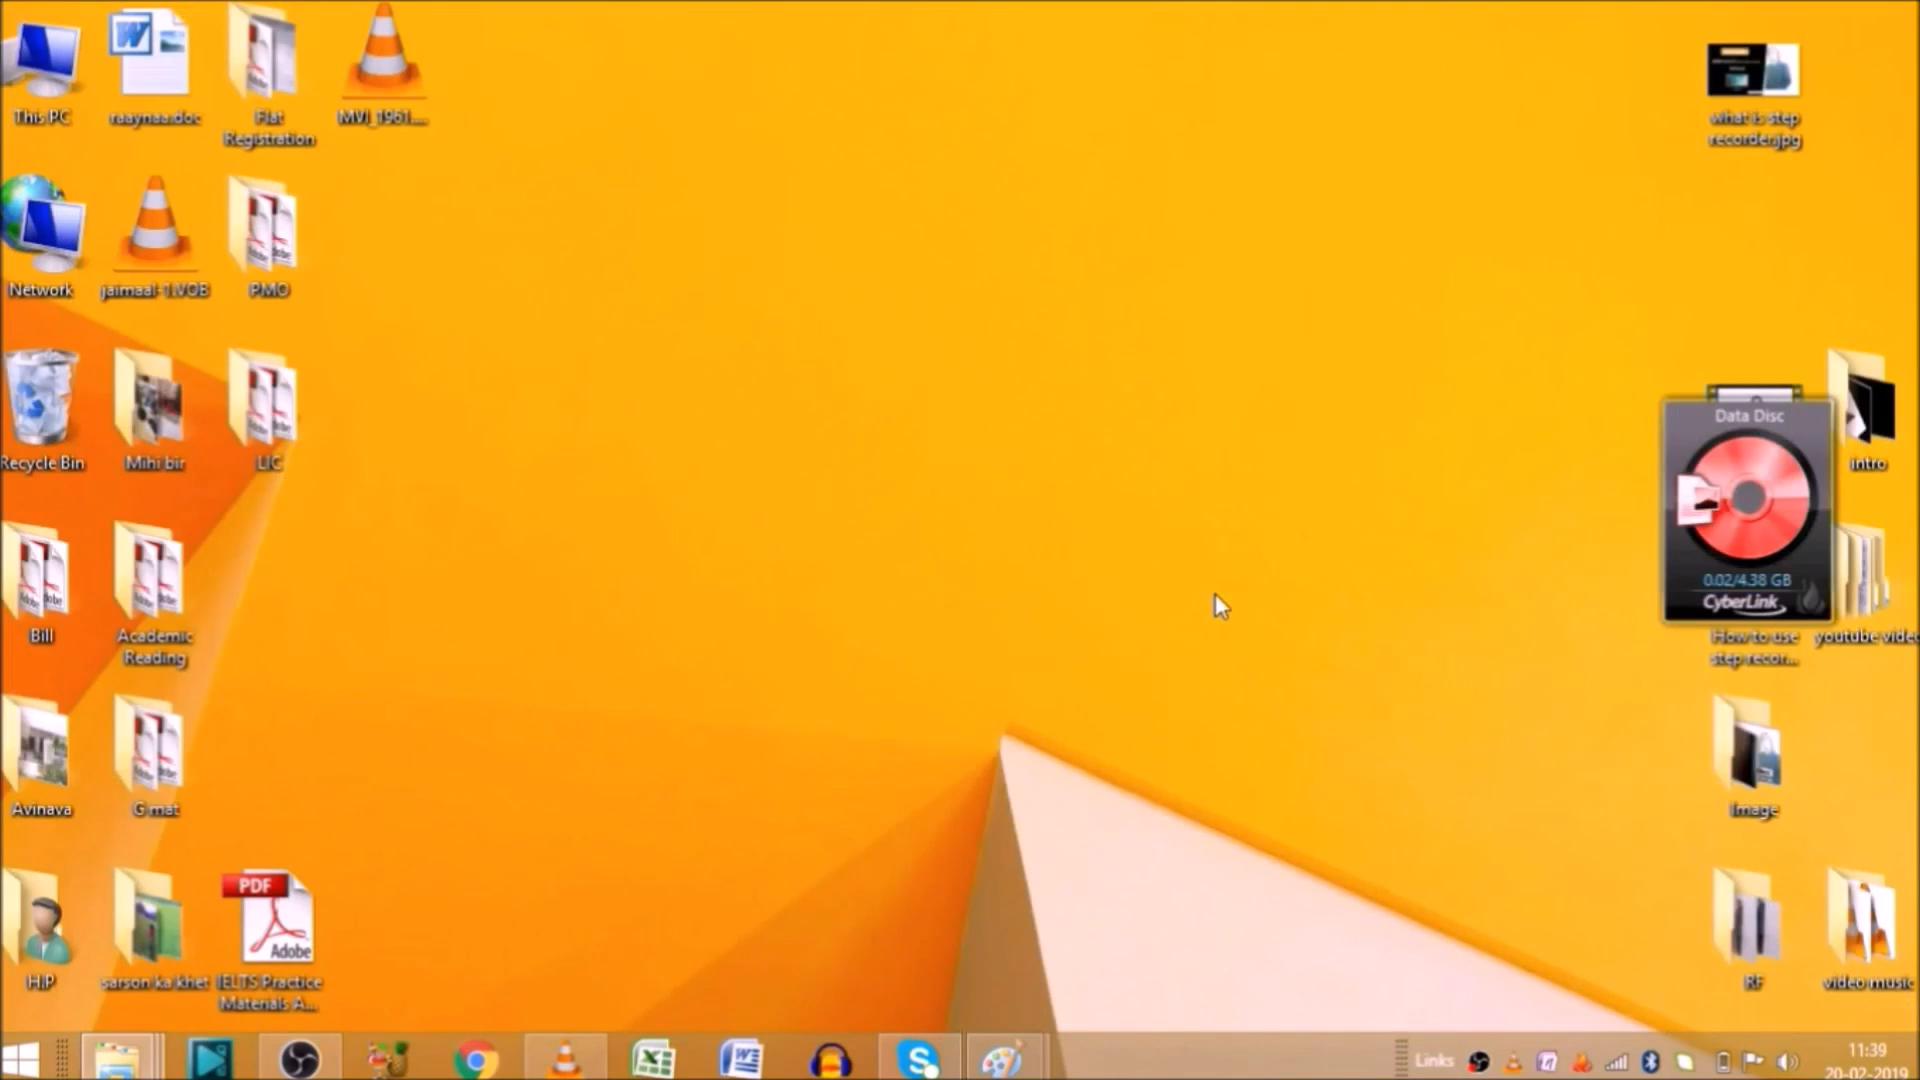 This PC
raaynaa.doc
Flat
Registration
MVI_1961....
what is step
recorder.jpg
Network
jaimaal-1.VOB
PMO
Recycle Bin
Mihi bir
LIC
Data Disc
0.02/4.38 GB
CyberLink
intro
Bill
Academic
Reading
How to use
step recor...
youtube video
Avinava
G mat
Image
H.P
sarson ka khet
PDF
Adobe
IELTS Practice
Materials A...
RF
video music
Links
11:39
20-02-2019